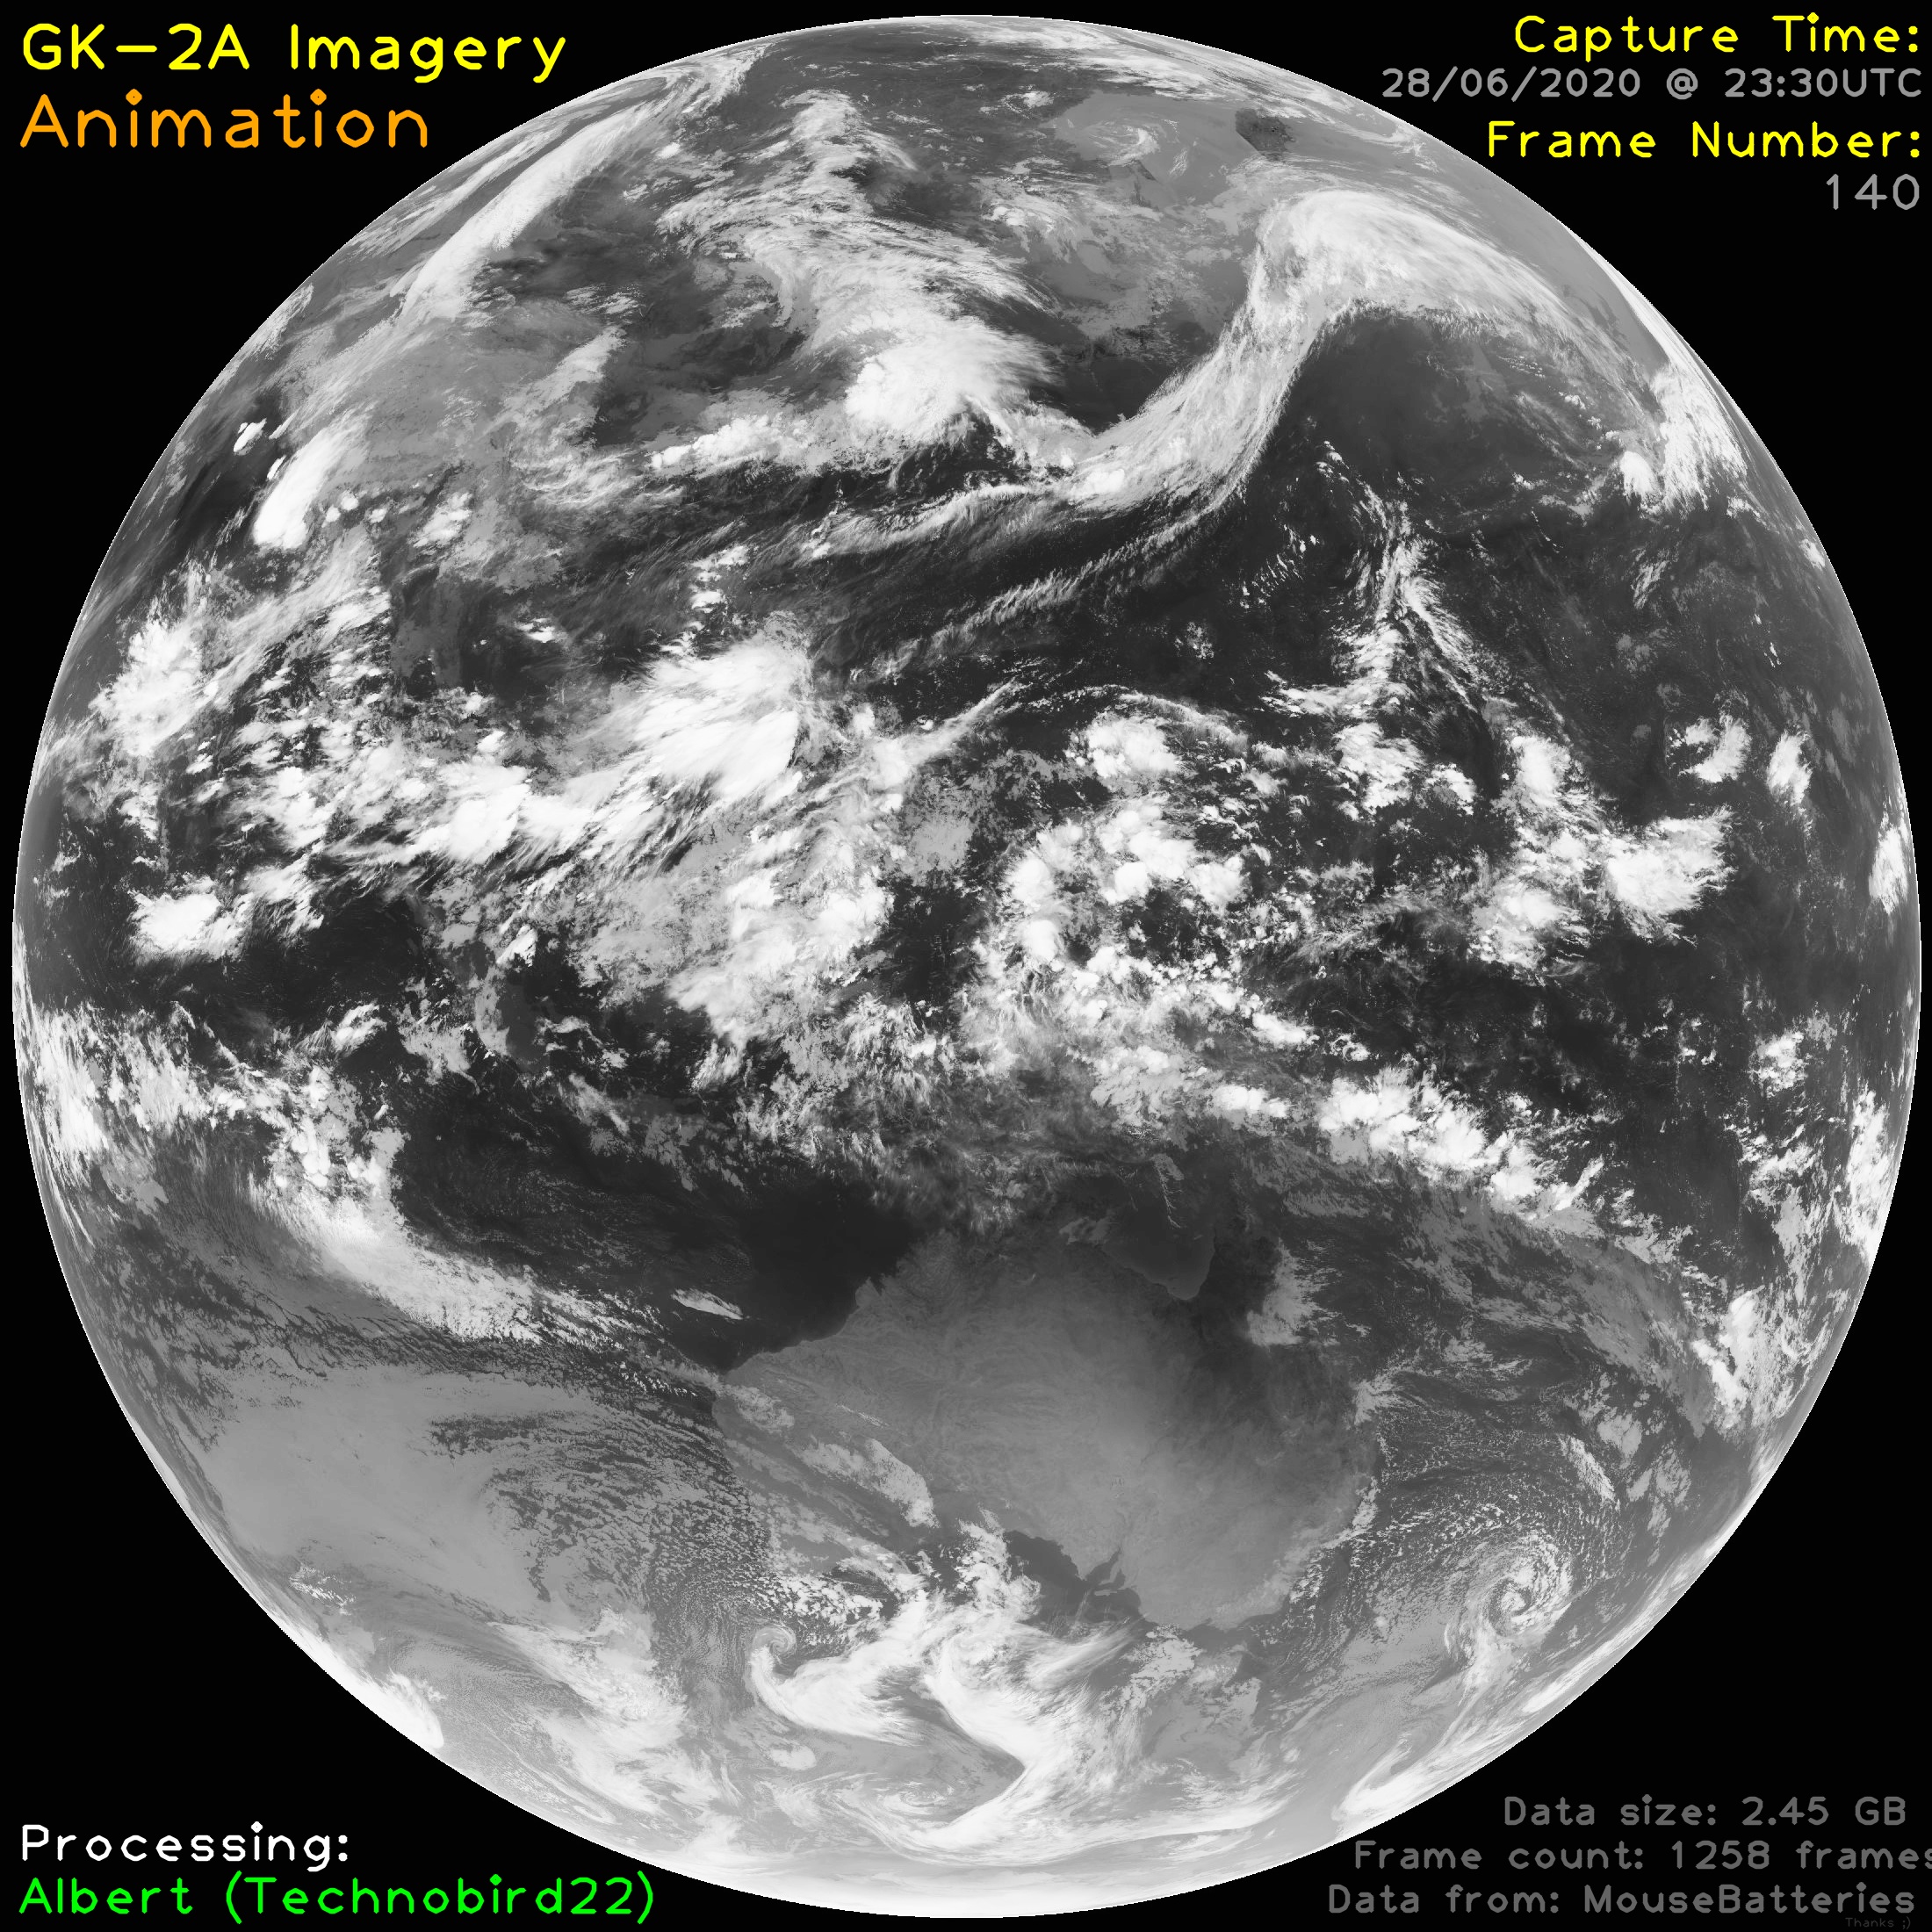 GK-2A Imagery
Animation
Capture Time:
28/06/2020 @ 23:30UTC
Frame Number:
140
Processing:
Albert (Technobird22)
Data size: 2.45 GB
Frame count: 1258 frames
Data from: MouseBatteries
Thanks ;)